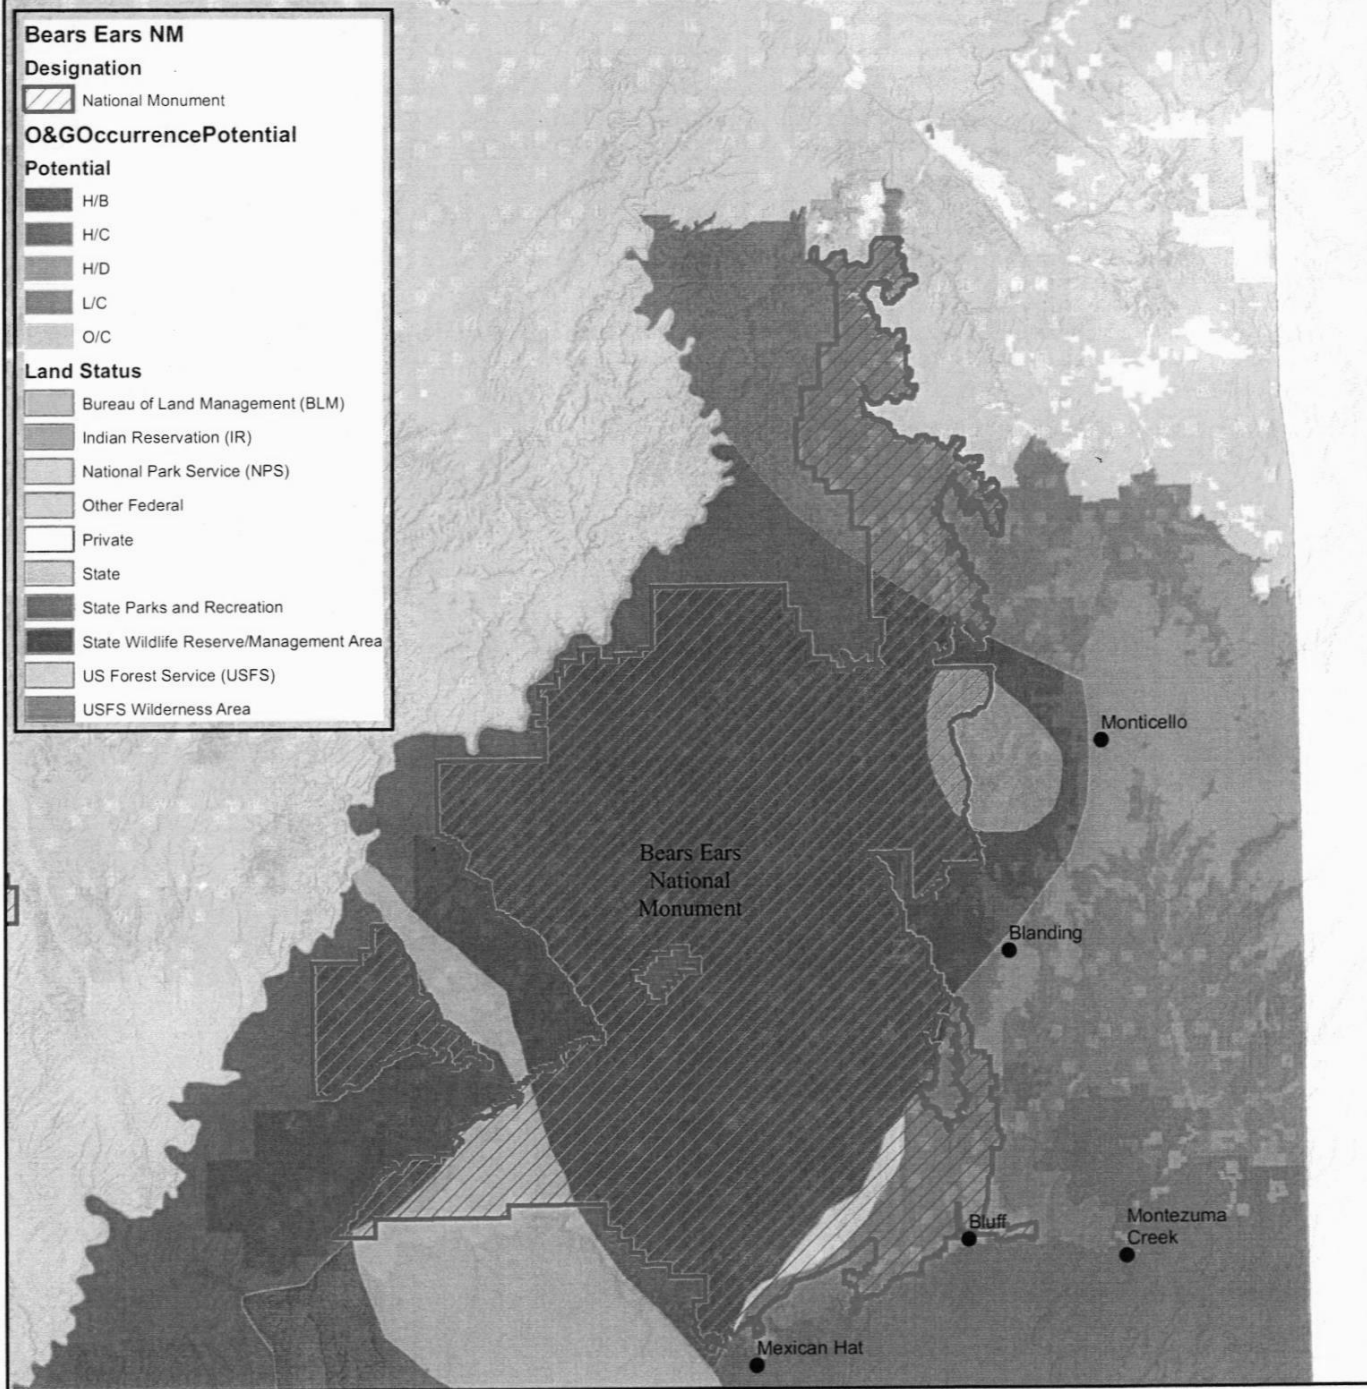 Bears Ears NM
Designation
National Monument
O&GOccurrencePotential
Potential
H/B
H/C
H/D
L/C
O/C
Land Status
Bureau of Land Management (BLM)
Indian Reservation (IR)
National Park Service (NPS)
Other Federal
Private
State
State Parks and Recreation
State Wildlife Reserve/Management Area
US Forest Service (USFS)
USFS Wilderness Area
Monticello
Bears Ears
National
Monument
Blanding
Bluff
Montezuma
Creek
Mexican Hat